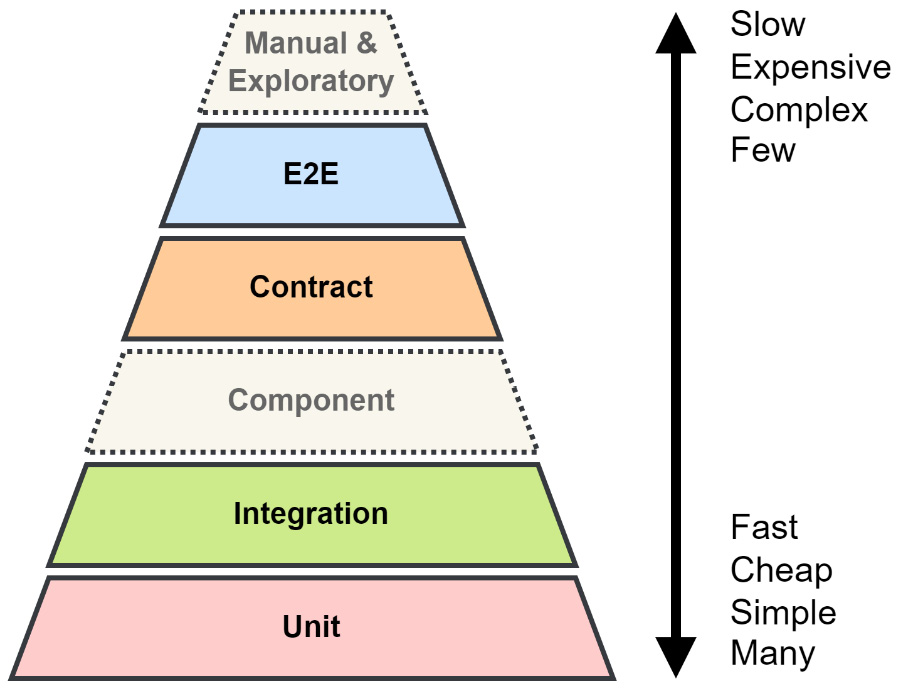 Manual &
Exploratory
E2E
Contract
Component
Integration
Unit
Slow
Expensive
Complex
Few
Fast
Cheap
Simple
Many